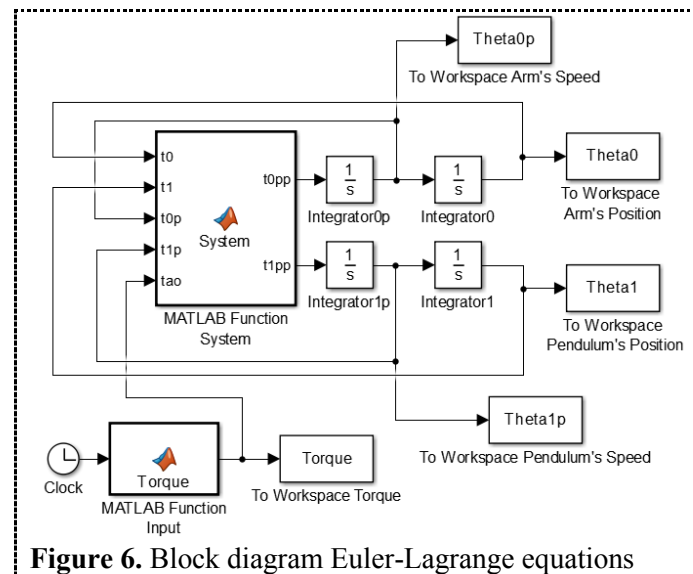 Theta0p
To Workspace Arm's Speed
t0
t1
t0p
t1p
tao
System
t0pp
t1pp
MATLAB Function
System
1
s
Integrator0p
1
s
Integrator0
1
s
Integrator1p
1
s
Integrator1
Theta0
To Workspace
Arm's Position
Theta1
To Workspace
Pendulum's Position
Theta1p
To Workspace Pendulum's Speed
Clock
Torque
MATLAB Function
Input
Torque
To Workspace Torque
Figure 6. Block diagram Euler-Lagrange equations